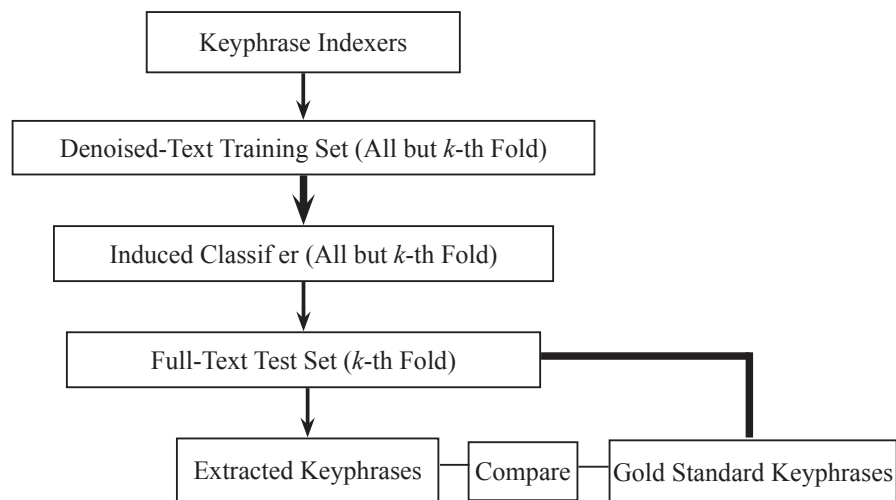 Keyphrase Indexers
Denoised-Text Training Set (All but k-th Fold)
Induced Classif er (All but k-th Fold)
Full-Text Test Set (k-th Fold)
Extracted Keyphrases
Compare
Gold Standard Keyphrases